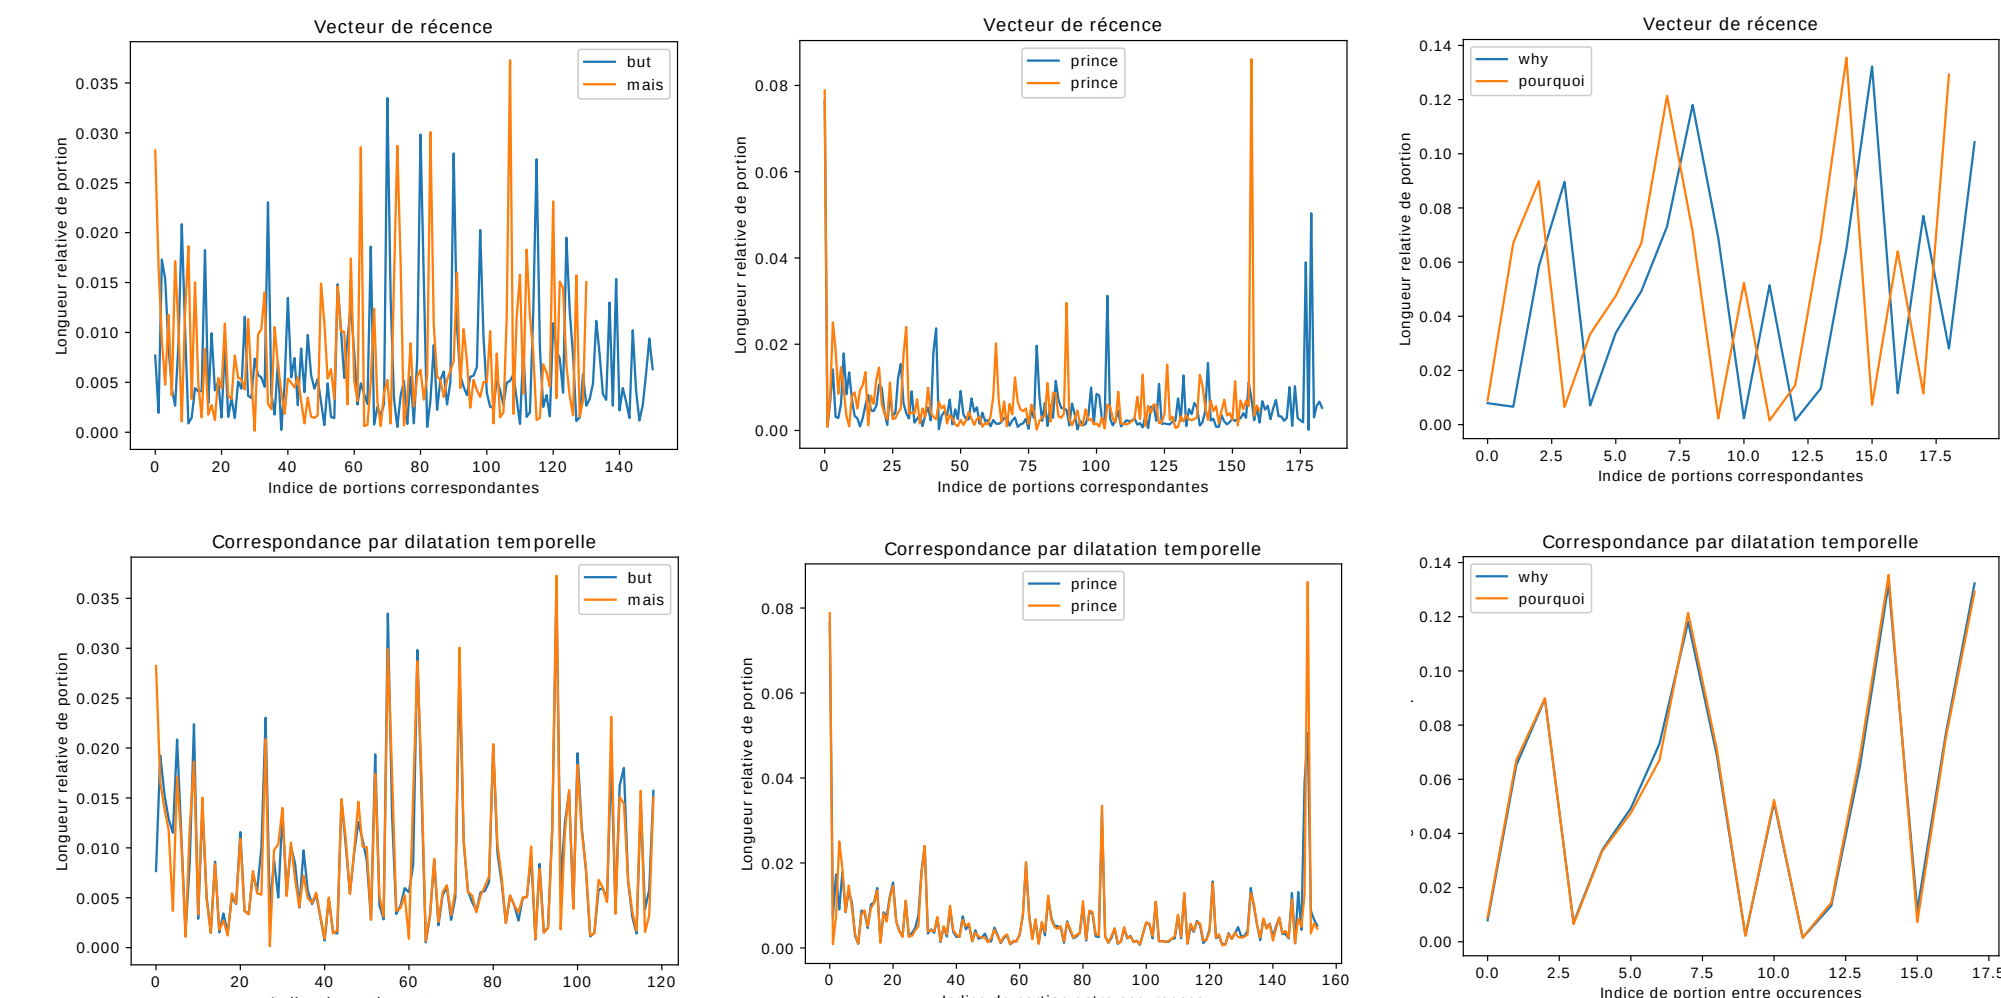 Vecteur de récence
but
mais
0.035
0.030
0.025
0.020
0.015
0.010
0.005
0.000
Longueur relative de portion
0 20 40 60 80 100 120 140
Indice de portions correspondantes
Vecteur de récence
prince
prince
0.08
0.06
0.04
0.02
0.00
Longueur relative de portion
0 25 50 75 100 125 150 175
Indice de portions correspondantes
Vecteur de récence
why
pourquoi
0.14
0.12
0.10
0.08
0.06
0.04
0.02
0.00
Longueur relative de portion
0.0 2.5 5.0 7.5 10.0 12.5 15.0 17.5
Indice de portions correspondantes
Correspondance par dilatation temporelle
but
mais
0.035
0.030
0.025
0.020
0.015
0.010
0.005
0.000
Longueur relative de portion
0 20 40 60 80 100 120
Correspondance par dilatation temporelle
prince
prince
0.08
0.06
0.04
0.02
0.00
Longueur relative de portion
0 20 40 60 80 100 120 140 160
Correspondance par dilatation temporelle
why
pourquoi
0.14
0.12
0.10
0.08
0.06
0.04
0.02
0.00
0.0 2.5 5.0 7.5 10.0 12.5 15.0 17.5
Indice de portion entre occurences